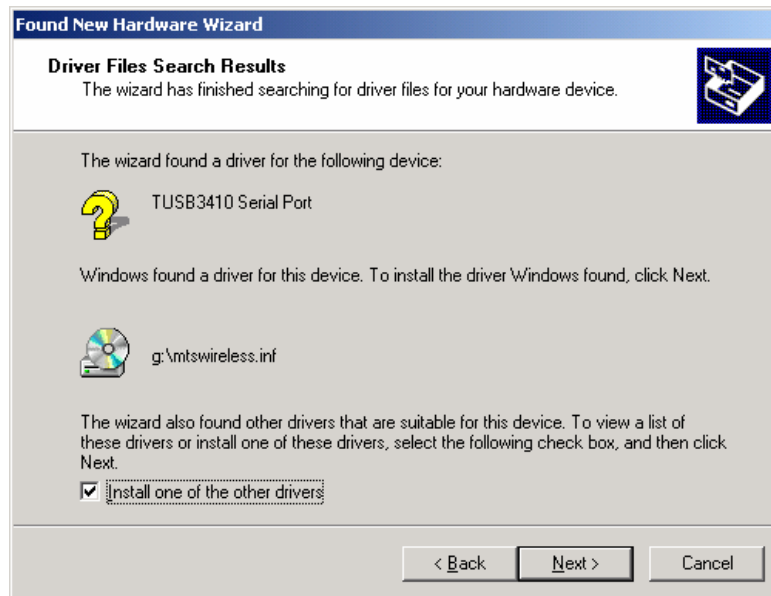 Found New Hardware Wizard
Driver Files Search Results
The wizard has finished searching for driver files for your hardware device.
The wizard found a driver for the following device:
TUSB3410 Serial Port
Windows found a driver for this device. To install the driver Windows found, click Next.
g:\mtswireless.inf
The wizard also found other drivers that are suitable for this device. To view a list of
these drivers or install one of these drivers, select the following check box, and then click
Next.
Install one of the other drivers
< Back Next > Cancel